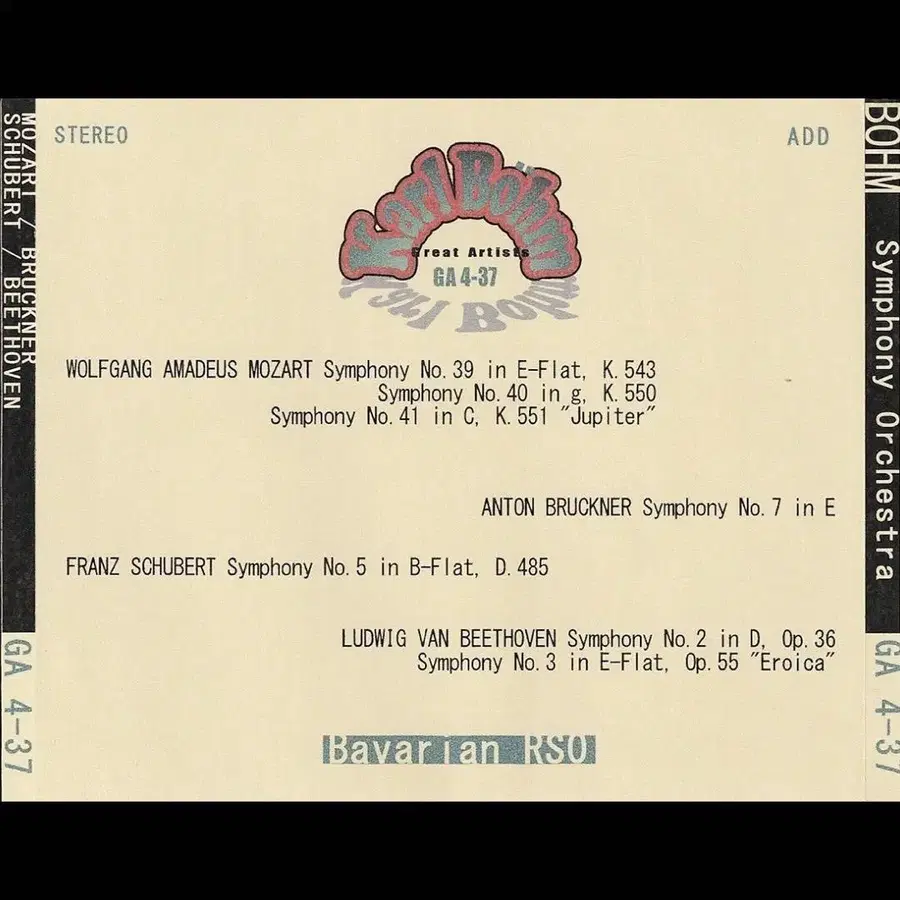 STEREO
ADD
Karl Böhm
Great Artists
GA 4-37
Karl Böhm
WOLFGANG AMADEUS MOZART Symphony No.39 in E-Flat, K.543
Symphony No.40 in g, K.550
Symphony No.41 in C, K.551 "Jupiter"
ANTON BRUCKNER Symphony No.7 in E
FRANZ SCHUBERT Symphony No.5 in B-Flat, D.485
LUDWIG VAN BEETHOVEN Symphony No.2 in D, Op.36
Symphony No.3 in E-Flat, Op.55 "Eroica"
Bavarian RSO
MOZART / BRUCKNER
SCHUBERT / BEETHOVEN
GA 4-37
BOHM
Symphony Orchestra
GA 4-37